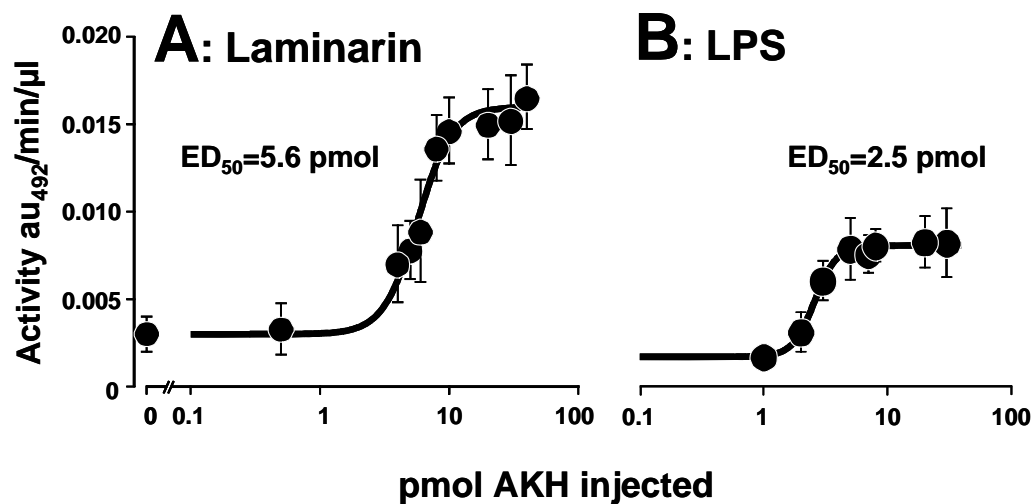 A: Laminarin
B: LPS
Activity au492/min/µl
0.020
0.015
0.010
0.005
0
ED50=5.6 pmol
ED50=2.5 pmol
0 0.1 1 10 100
0.1 1 10 100
pmol AKH injected